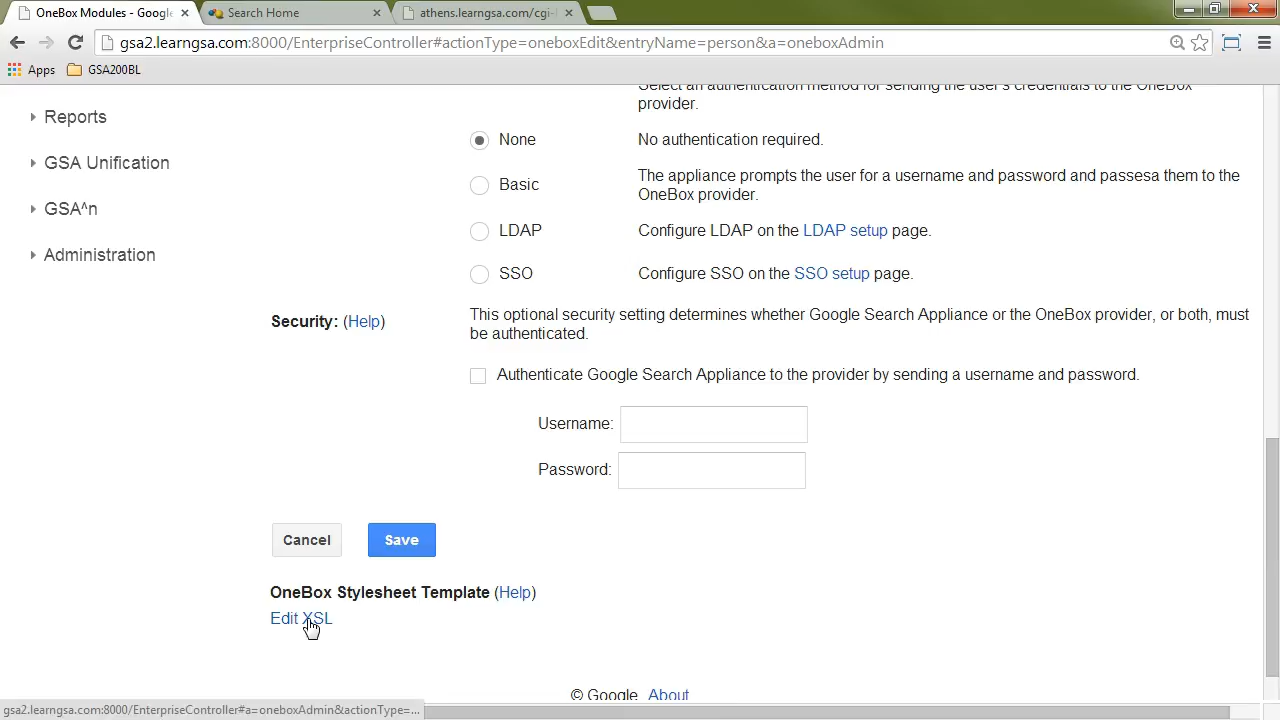 OneBox Modules - Google
Search Home
athens.learngsa.com/cgi-
gsa2.learngsa.com:8000/EnterpriseController#actionType=oneboxEdit&entryName=person&a=oneboxAdmin
Apps
GSA200BL
Select an authentication method for sending the user's credentials to the OneBox
provider.
Reports
GSA Unification
GSA^n
Administration
None No authentication required.
Basic The appliance prompts the user for a username and password and passesa them to the
OneBox provider.
LDAP Configure LDAP on the LDAP setup page.
SSO Configure SSO on the SSO setup page.
Security: (Help) This optional security setting determines whether Google Search Appliance or the OneBox provider, or both, must
be authenticated.
Authenticate Google Search Appliance to the provider by sending a username and password.
Username:
Password:
Cancel Save
OneBox Stylesheet Template (Help)
Edit XSL
© Google About
gsa2.learngsa.com:8000/EnterpriseController#a=oneboxAdmin&actionType=...